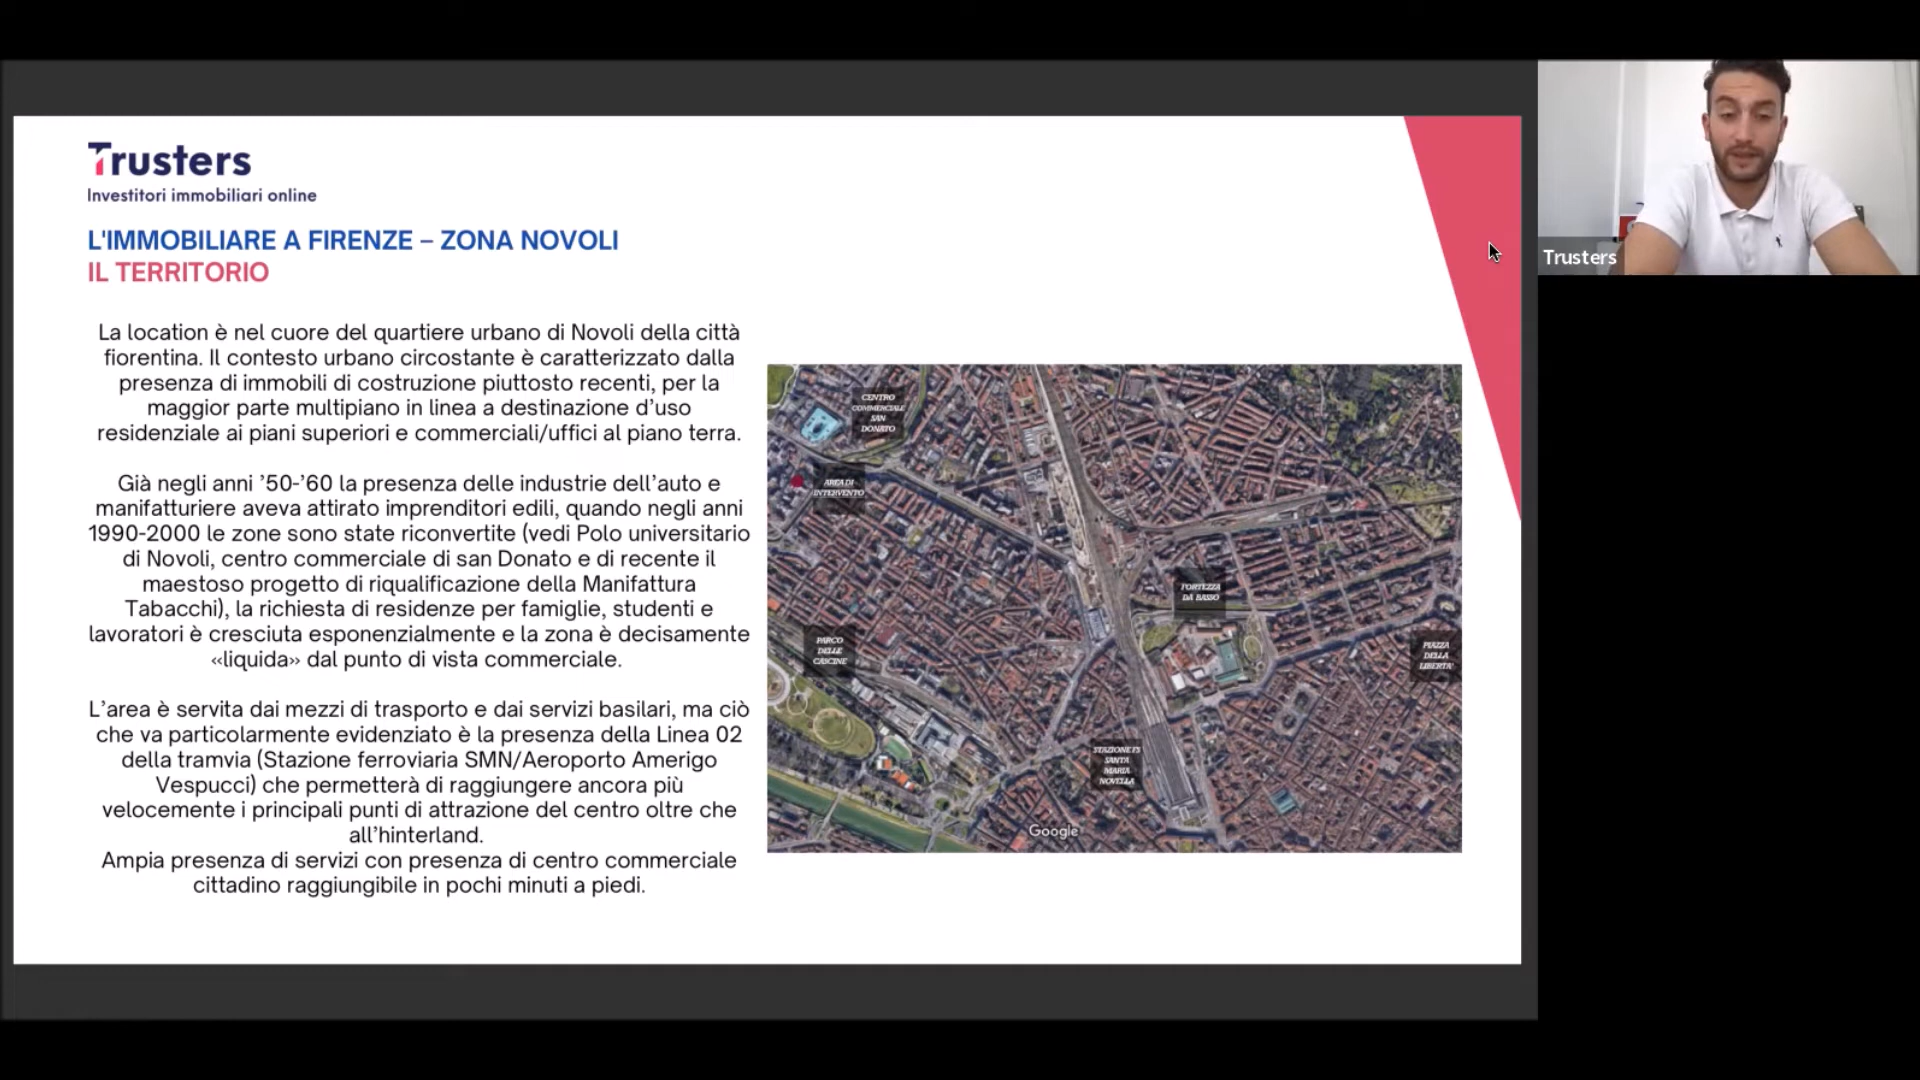 Trusters
Investitori immobiliari online
L'IMMOBILIARE A FIRENZE – ZONA NOVOLI
IL TERRITORIO
La location è nel cuore del quartiere urbano di Novoli della città
fiorentina. Il contesto urbano circostante è caratterizzato dalla
presenza di immobili di costruzione piuttosto recenti, per la
maggior parte multipiano in linea a destinazione d’uso
residenziale ai piani superiori e commerciali/uffici al piano terra.
Già negli anni ’50-’60 la presenza delle industrie dell’auto e
manifatturiere aveva attirato imprenditori edili, quando negli anni
1990-2000 le zone sono state riconvertite (vedi Polo universitario
di Novoli, centro commerciale di san Donato e di recente il
maestoso progetto di riqualificazione della Manifattura
Tabacchi), la richiesta di residenze per famiglie, studenti e
lavoratori è cresciuta esponenzialmente e la zona è decisamente
«liquida» dal punto di vista commerciale.
L’area è servita dai mezzi di trasporto e dai servizi basilari, ma ciò
che va particolarmente evidenziato è la presenza della Linea 02
della tramvia (Stazione ferroviaria SMN/Aeroporto Amerigo
Vespucci) che permetterà di raggiungere ancora più
velocemente i principali punti di attrazione del centro oltre che
all’hinterland.
Ampia presenza di servizi con presenza di centro commerciale
cittadino raggiungibile in pochi minuti a piedi.
CENTRO
COMMERCIALE
SAN
DONATO
AREA DI
INTERVENTO
FORTEZZA
DA BASSO
PARCO
DELLE
CASCINE
PIAZZA
DELLA
LIBERTA'
STAZIONE FS
SANTA
MARIA
NOVELLA
Google
Trusters